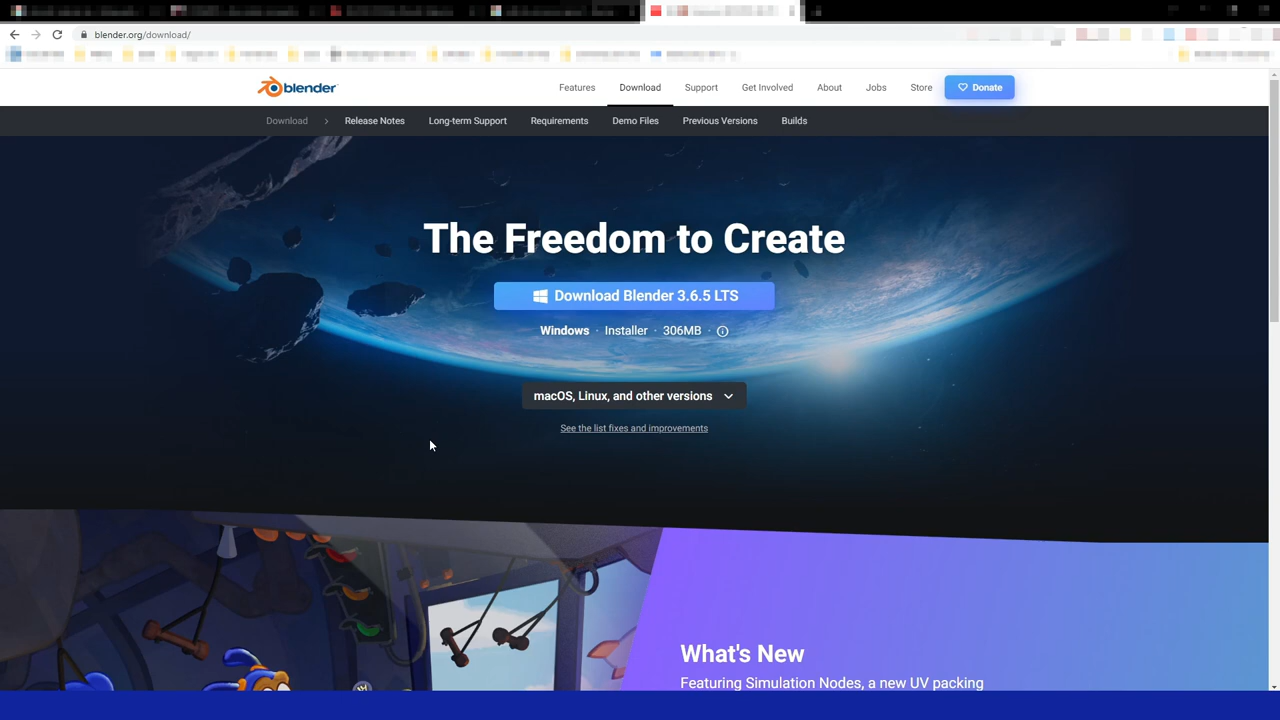 blender.org/download/
blender
Features
Download
Support
Get Involved
About
Jobs
Store
Donate
Download
Release Notes
Long-term Support
Requirements
Demo Files
Previous Versions
Builds
The Freedom to Create
Download Blender 3.6.5 LTS
Windows · Installer · 306MB ·
macOS, Linux, and other versions
See the list fixes and improvements
What's New
Featuring Simulation Nodes, a new UV packing